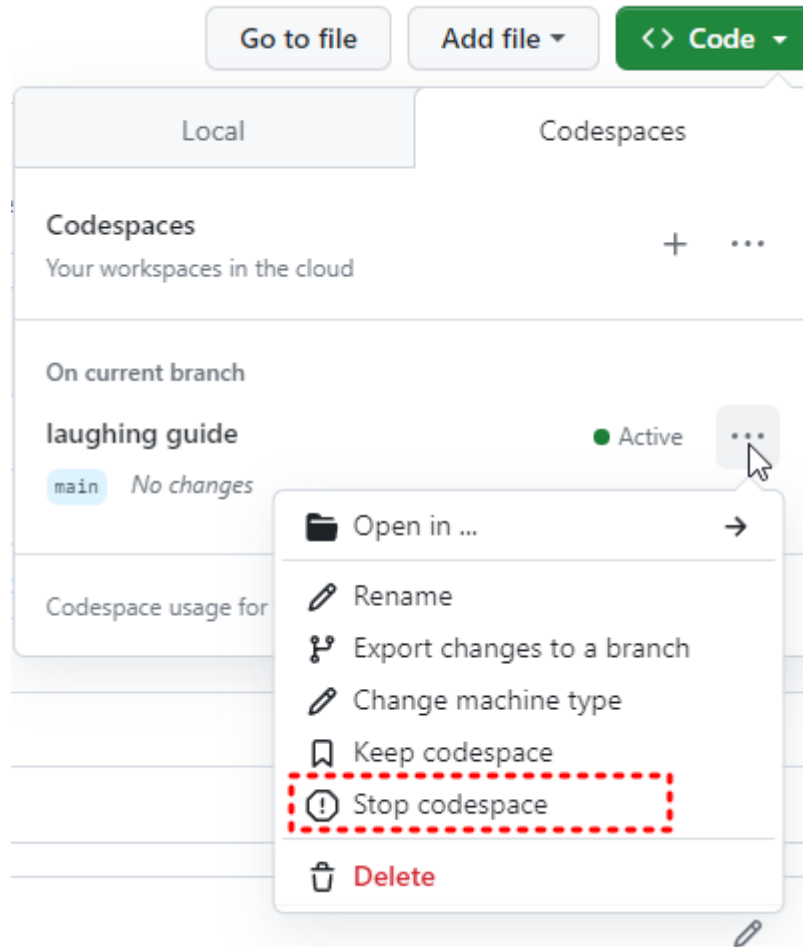 Go to file
Add file
<> Code
Local
Codespaces
Codespaces
Your workspaces in the cloud
On current branch
laughing guide
Active
main
No changes
Open in ...
Rename
Codespace usage for
Export changes to a branch
Change machine type
Keep codespace
Stop codespace
Delete